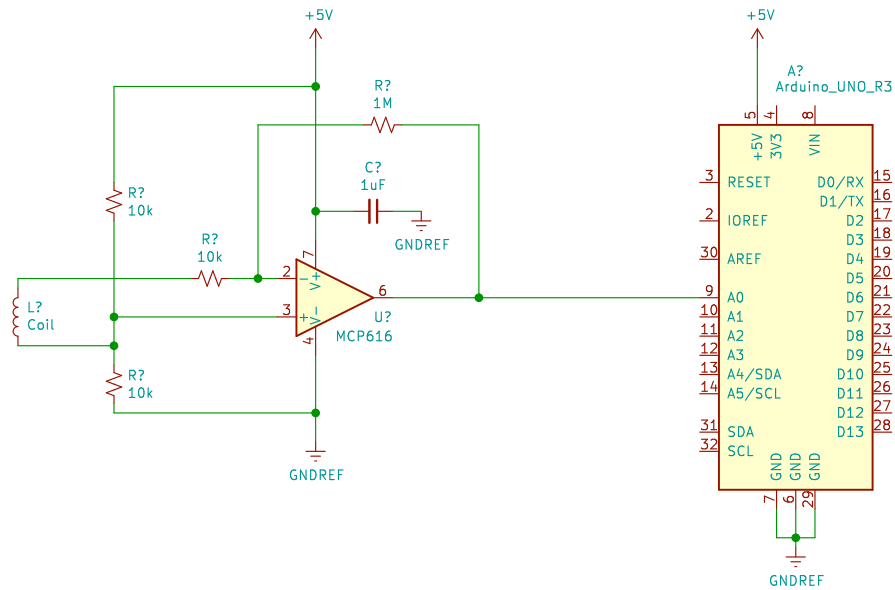 +5V
+5V
A?
Arduino_UNO_R3
R?
1M
5
4
8
+5V
3V3
VIN
C?
1uF
3
RESET
D0/RX
15
D1/TX
16
R?
10k
2
IOREF
D2
17
D3
18
GNDREF
R?
10k
7
30
AREF
D4
19
D5
20
2
-
V+
6
9
A0
D6
21
L?
Coil
3
+
V-
U?
MCP616
10
A1
D7
22
4
11
A2
D8
23
12
A3
D9
24
R?
10k
13
A4/SDA
D10
25
14
A5/SCL
D11
26
D12
27
31
SDA
D13
28
32
SCL
GNDREF
GND
GND
GND
7
6
29
GNDREF